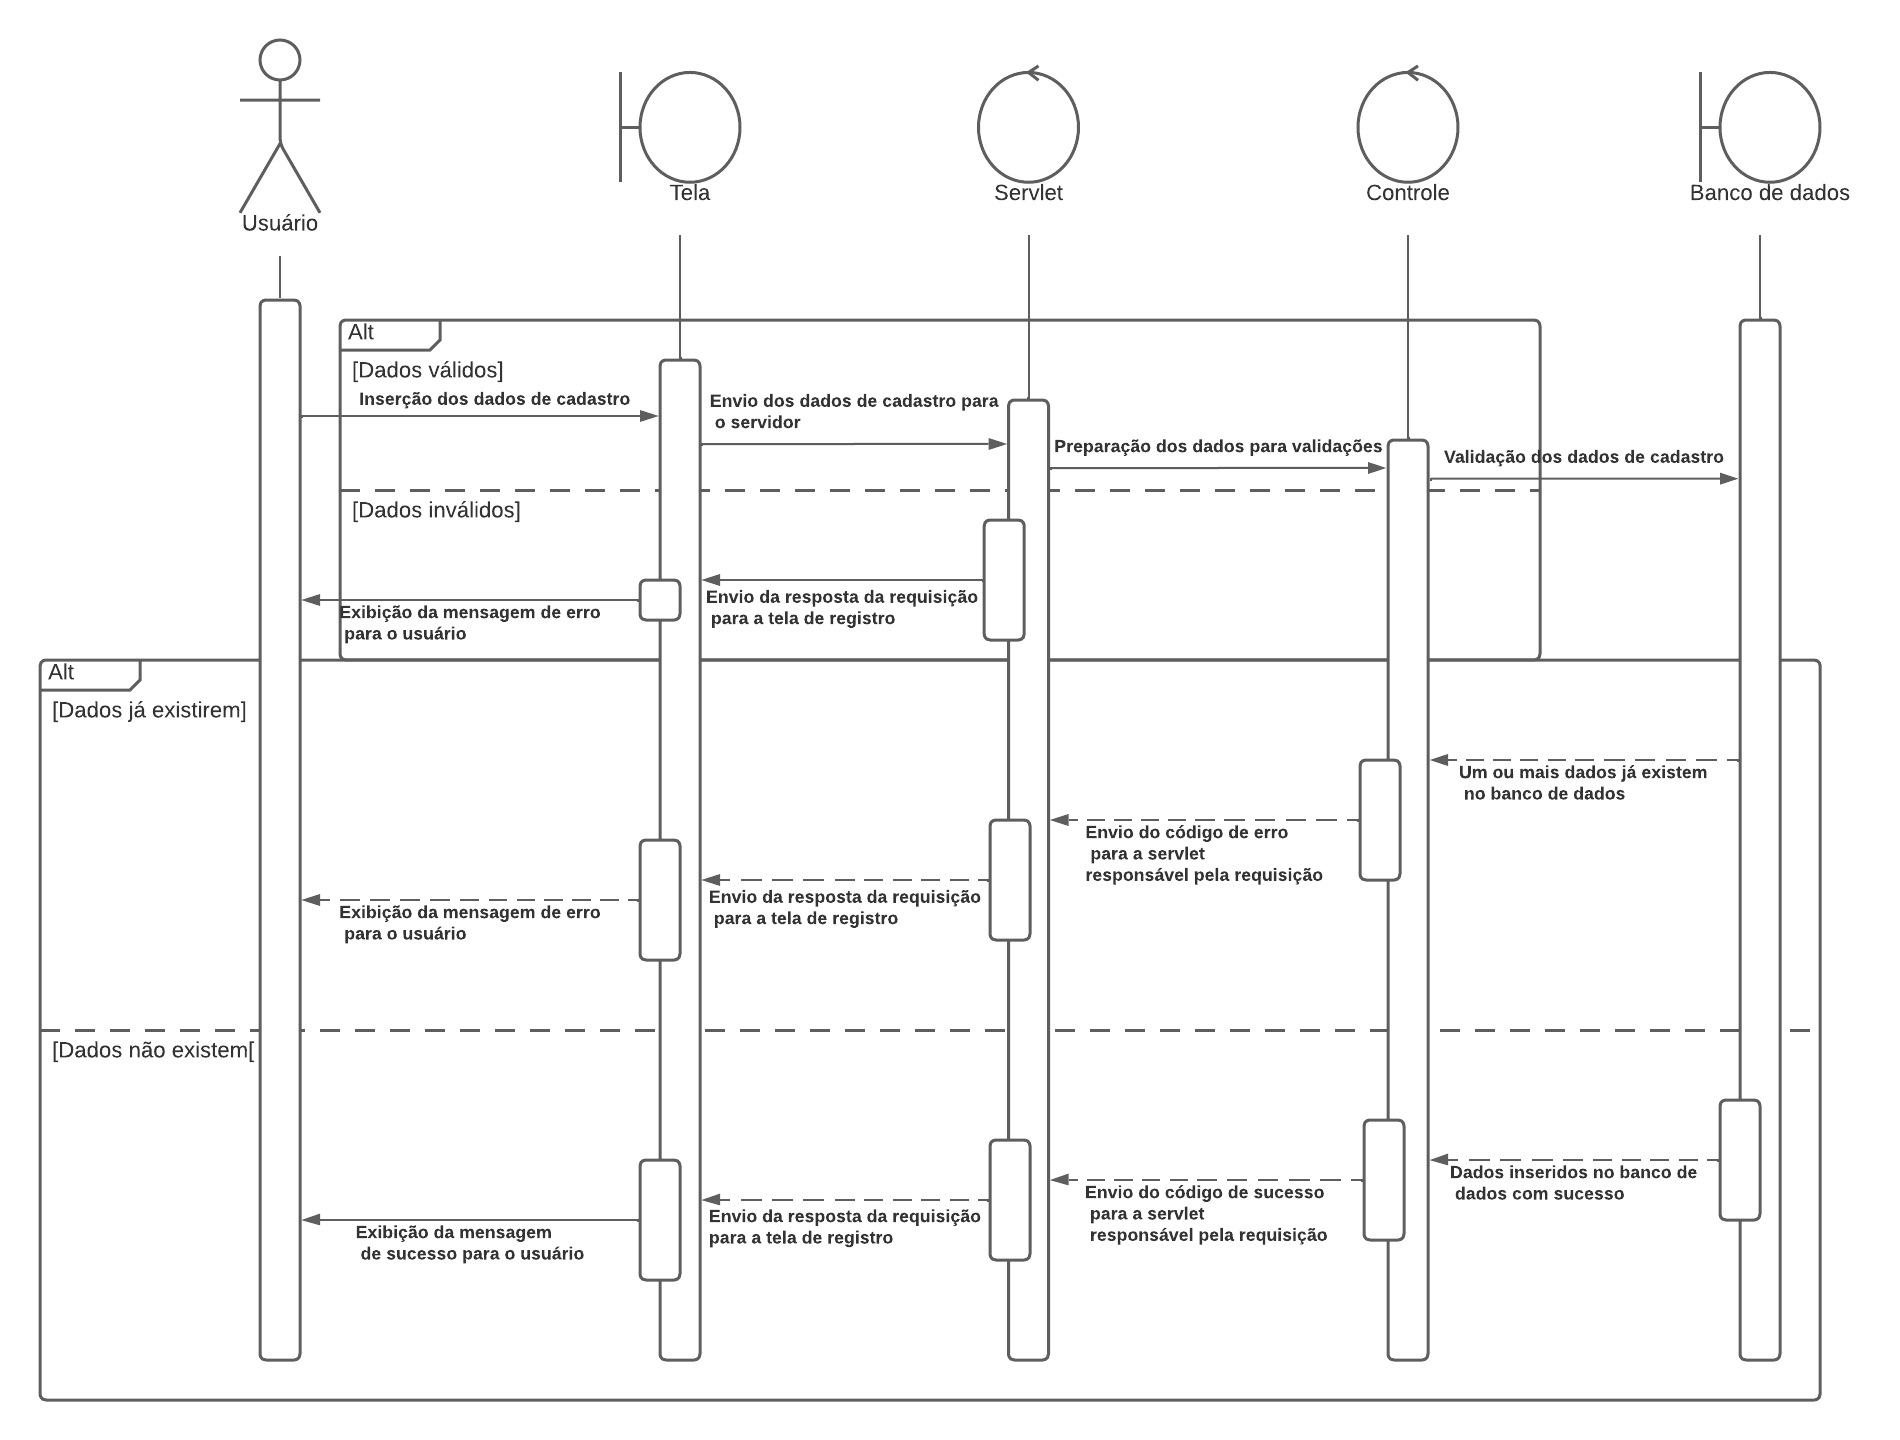 Usuário
Tela
Servlet
Controle
Banco de dados
Alt
[Dados válidos]
Inserção dos dados de cadastro
Envio dos dados de cadastro para
o servidor
Preparação dos dados para validações
Validação dos dados de cadastro
[Dados inválidos]
Envio da resposta da requisição
para a tela de registro
Exibição da mensagem de erro
para o usuário
Alt
[Dados já existirem]
Um ou mais dados já existem
no banco de dados
Envio do código de erro
para a servlet
responsável pela requisição
Envio da resposta da requisição
para a tela de registro
Exibição da mensagem de erro
para o usuário
[Dados não existem[
Dados inseridos no banco de
dados com sucesso
Envio do código de sucesso
para a servlet
responsável pela requisição
Envio da resposta da requisição
para a tela de registro
Exibição da mensagem
de sucesso para o usuário